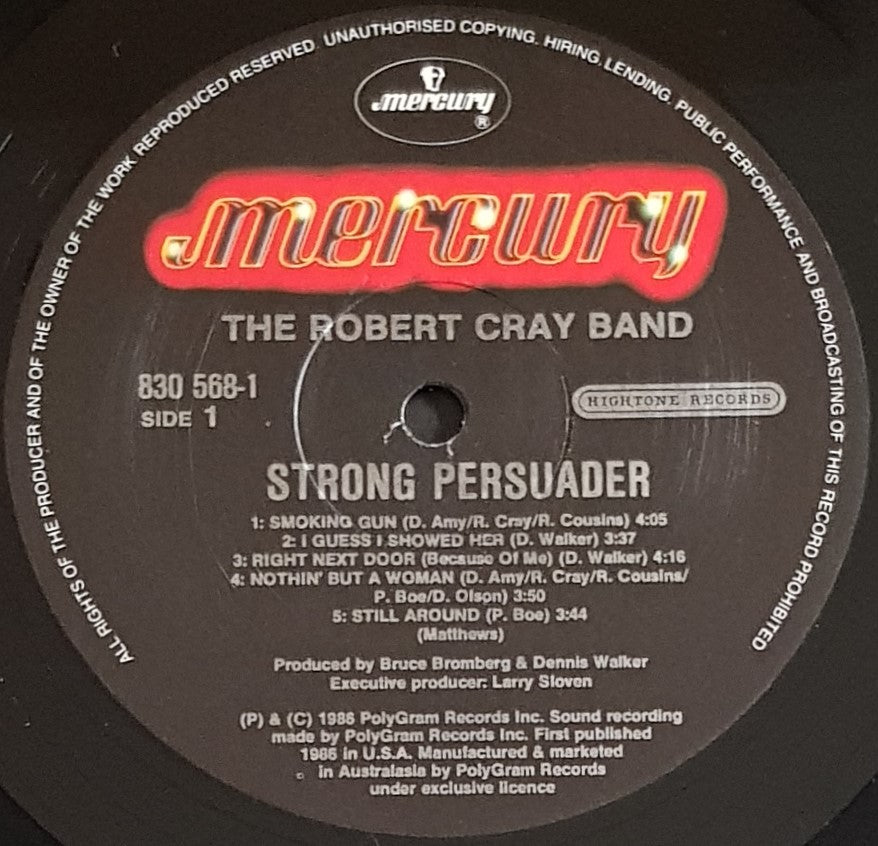 ALL RIGHTS OF THE PRODUCER AND OF THE OWNER OF THE WORK REPRODUCED RESERVED. UNAUTHORISED COPYING. HIRING, LENDING. PUBLIC PERFORMANCE AND BROADCASTING OF THIS RECORD PROHIBITED
mercury
®
mercury
THE ROBERT CRAY BAND
830 568-1
SIDE 1
HIGHTONE RECORDS
STRONG PERSUADER
1: SMOKING GUN (D. Amy/R. Cray/R. Cousins) 4:05
2: I GUESS I SHOWED HER (D. Walker) 3:37
3: RIGHT NEXT DOOR (Because Of Me) (D. Walker) 4:16
4: NOTHIN' BUT A WOMAN (D. Amy/R. Cray/R. Cousins/
P. Boe/D. Olson) 3:50
5: STILL AROUND (P. Boe) 3:44
(Matthews)
Produced by Bruce Bromberg & Dennis Walker
Executive producer: Larry Sloven
(P) & (C) 1986 PolyGram Records Inc. Sound recording
made by PolyGram Records Inc. First published
1986 in U.S.A. Manufactured & marketed
in Australasia by PolyGram Records
under exclusive licence